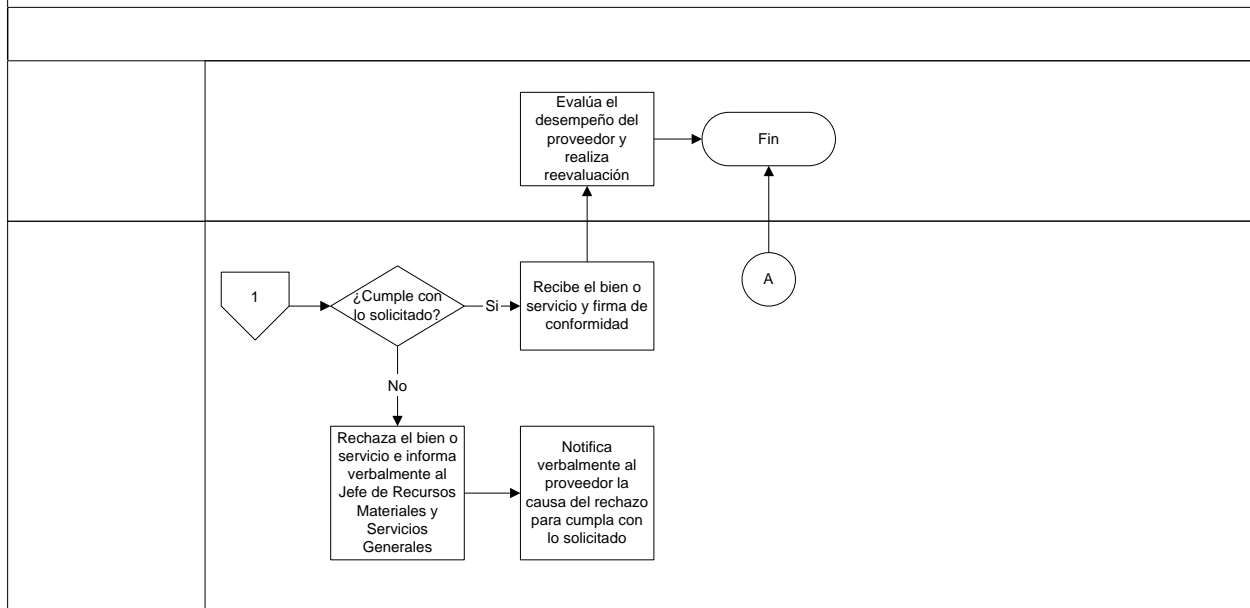 Evalúa el
desempeño del
proveedor y
realiza
reevaluación
Fin
1
¿Cumple con
lo solicitado?
Si
Recibe el bien o
servicio y firma de
conformidad
A
No
Rechaza el bien o
servicio e informa
verbalmente al
Jefe de Recursos
Materiales y
Servicios
Generales
Notifica
verbalmente al
proveedor la
causa del rechazo
para cumpla con
lo solicitado